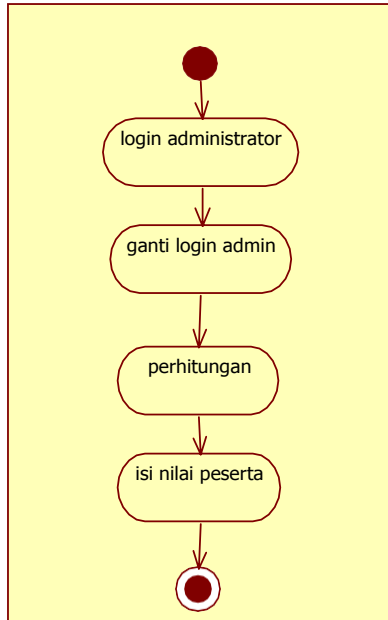 login administrator
ganti login admin
perhitungan
isi nilai peserta